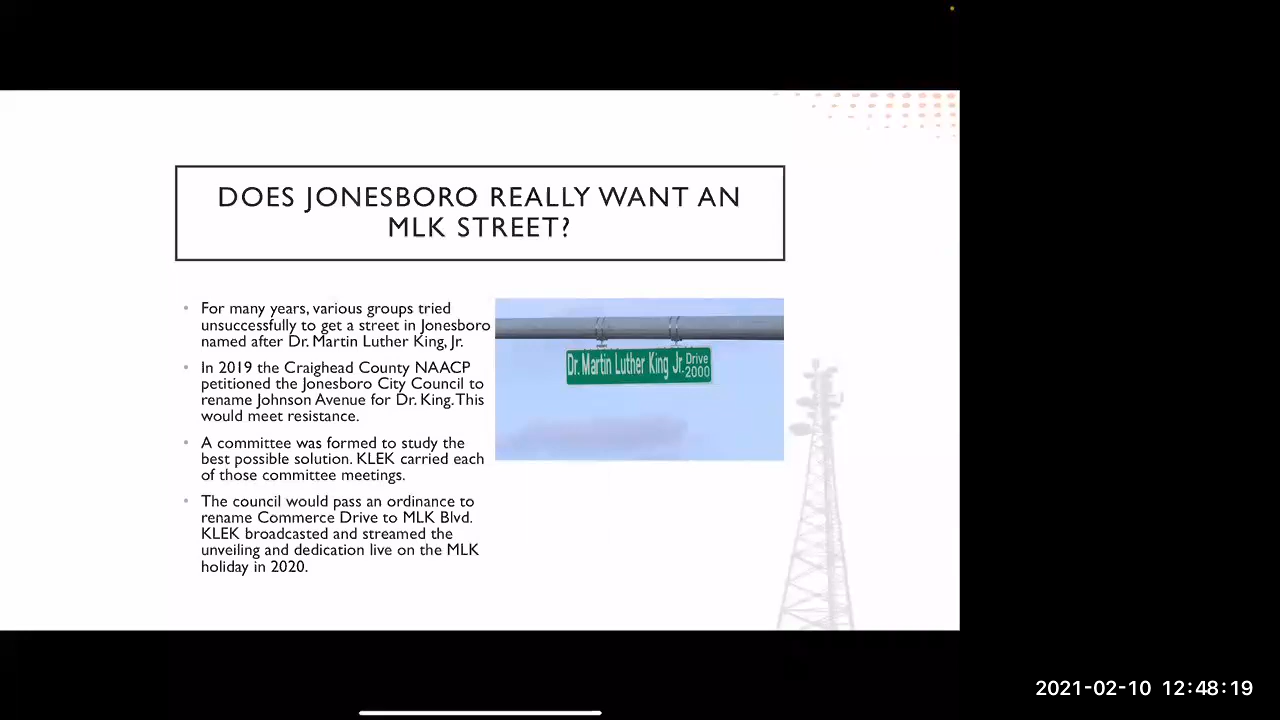 DOES JONESBORO REALLY WANT AN
MLK STREET?
• For many years, various groups tried
unsuccessfully to get a street in Jonesboro
named after Dr. Martin Luther King, Jr.
• In 2019 the Craighead County NAACP
petitioned the Jonesboro City Council to
rename Johnson Avenue for Dr. King. This
would meet resistance.
• A committee was formed to study the
best possible solution. KLEK carried each
of those committee meetings.
• The council would pass an ordinance to
rename Commerce Drive to MLK Blvd.
KLEK broadcasted and streamed the
unveiling and dedication live on the MLK
holiday in 2020.
Dr. Martin Luther King Jr. Drive
2000
2021-02-10 12:48:19